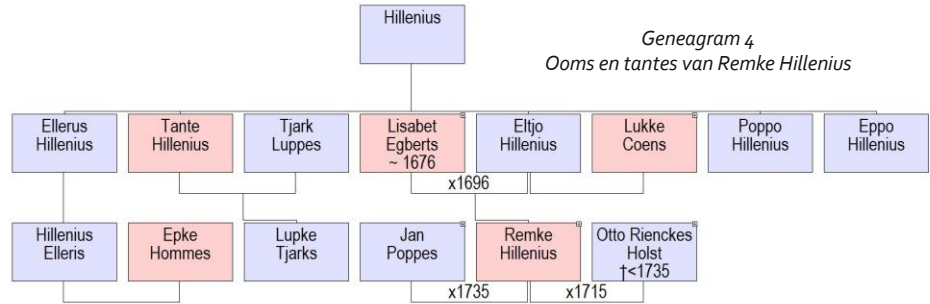 Hillenius
Geneagram 4
Ooms en tantes van Remke Hillenius
Ellerus
Hillenius
Tante
Hillenius
Tjark
Luppes
Lisabet
Egberts
~ 1676
Eltjo
Hillenius
Lukke
Coens
Poppo
Hillenius
Eppo
Hillenius
x1696
Hillenius
Elleris
Epke
Hommes
Lupke
Tjarks
Jan
Poppes
Remke
Hillenius
Otto Rienckes
Holst
†<1735
x1735
x1715